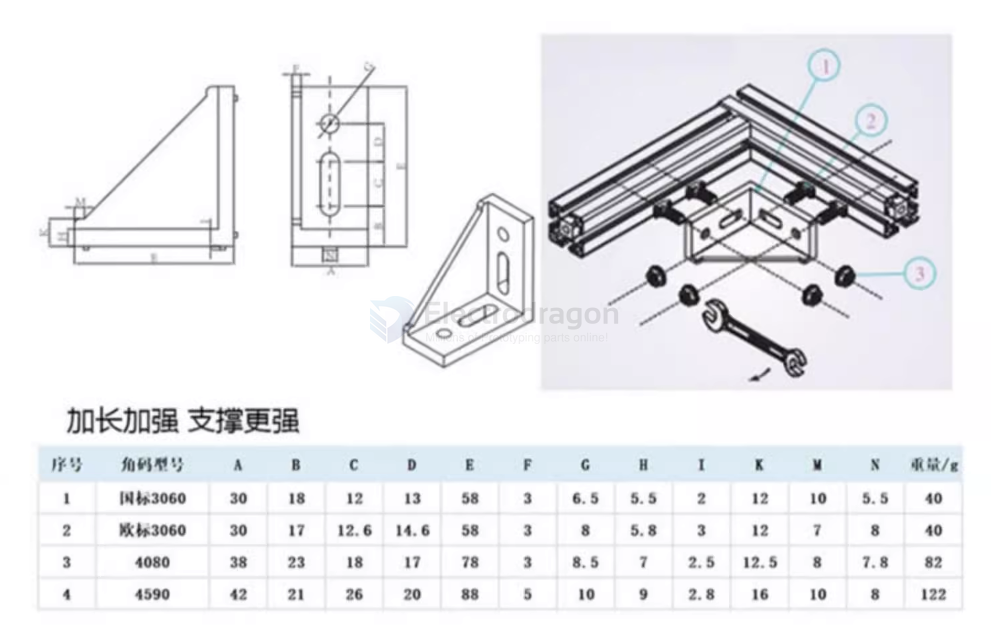 F
G
D
C
E
B
N
A
M
K
H
I
E
1
2
3
Electrodragon
加长加强 支撑更强
序号 角码型号 A B C D E F G H I K M N 重量/g
1 国标3060 30 18 12 13 58 3 6.5 5.5 2 12 10 5.5 40
2 欧标3060 30 17 12.6 14.6 58 3 8 5.8 3 12 7 8 40
3 4080 38 23 18 17 78 3 8.5 7 2.5 12.5 8 7.8 82
4 4590 42 21 26 20 88 5 10 9 2.8 16 10 8 122